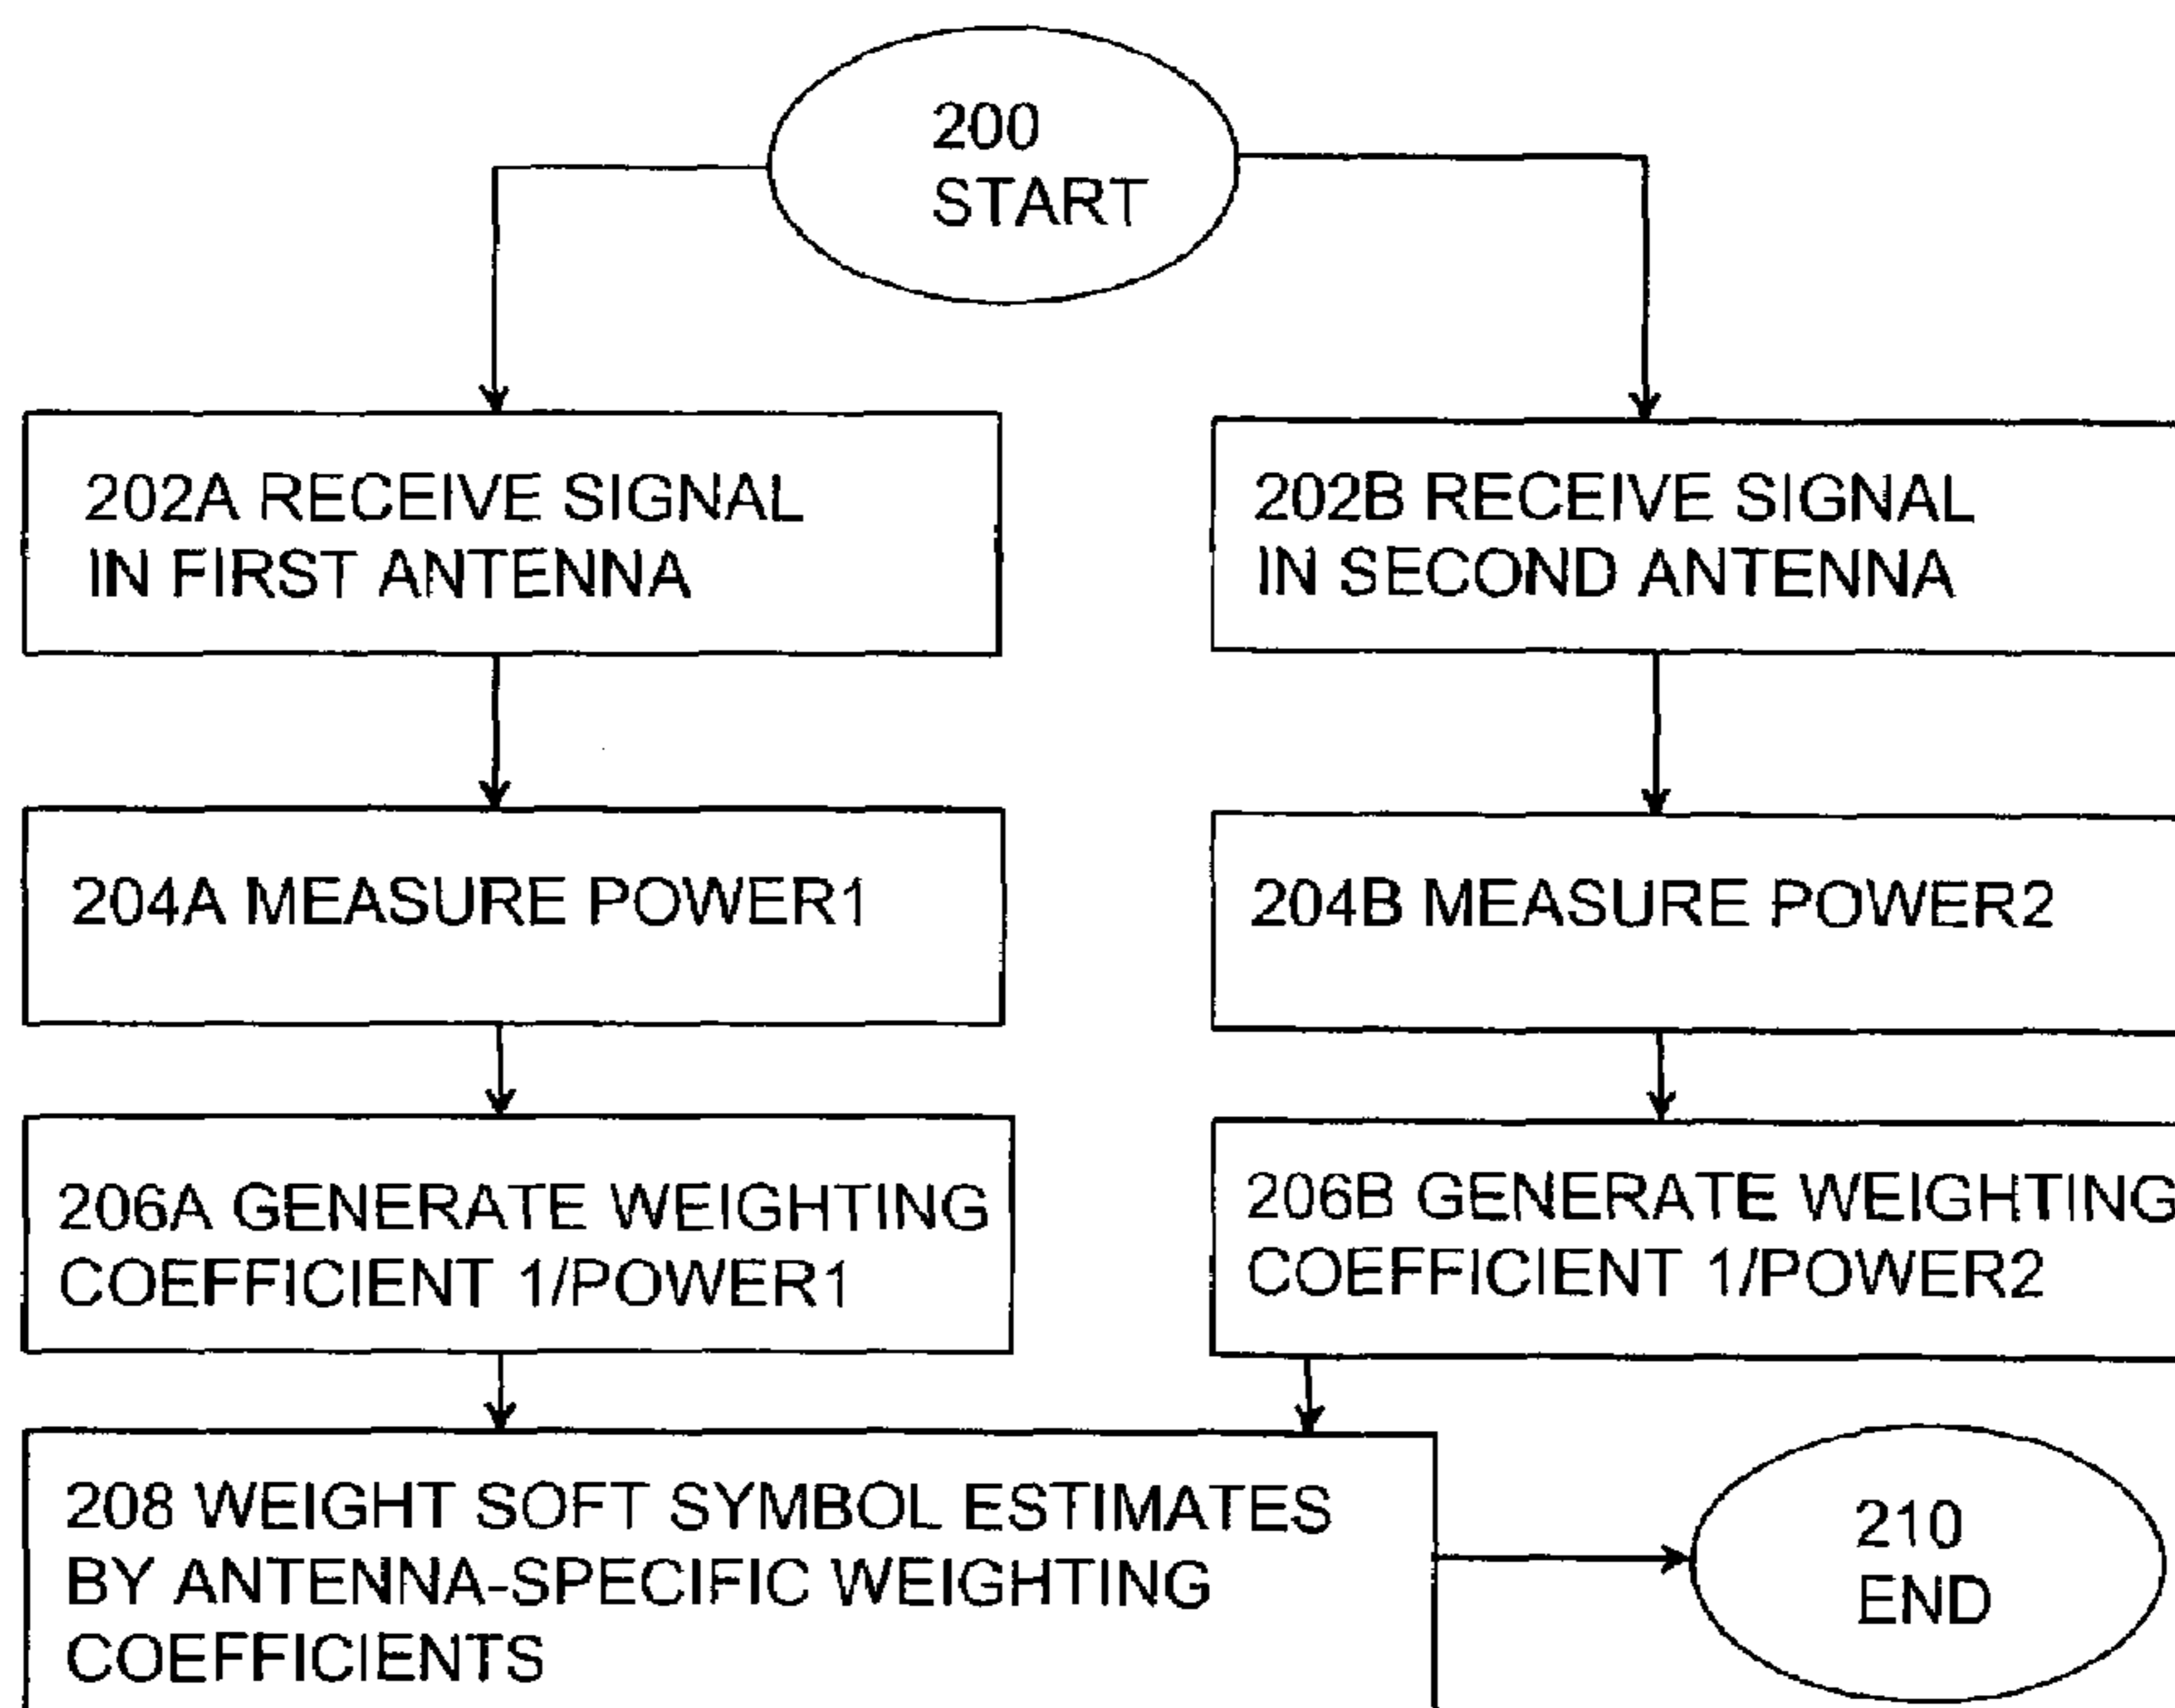 200
START
202A RECEIVE SIGNAL
IN FIRST ANTENNA
202B RECEIVE SIGNAL
IN SECOND ANTENNA
204A MEASURE POWER1
204B MEASURE POWER2
206A GENERATE WEIGHTING
COEFFICIENT 1/POWER1
206B GENERATE WEIGHTING
COEFFICIENT 1/POWER2
208 WEIGHT SOFT SYMBOL ESTIMATES
BY ANTENNA-SPECIFIC WEIGHTING
COEFFICIENTS
210
END